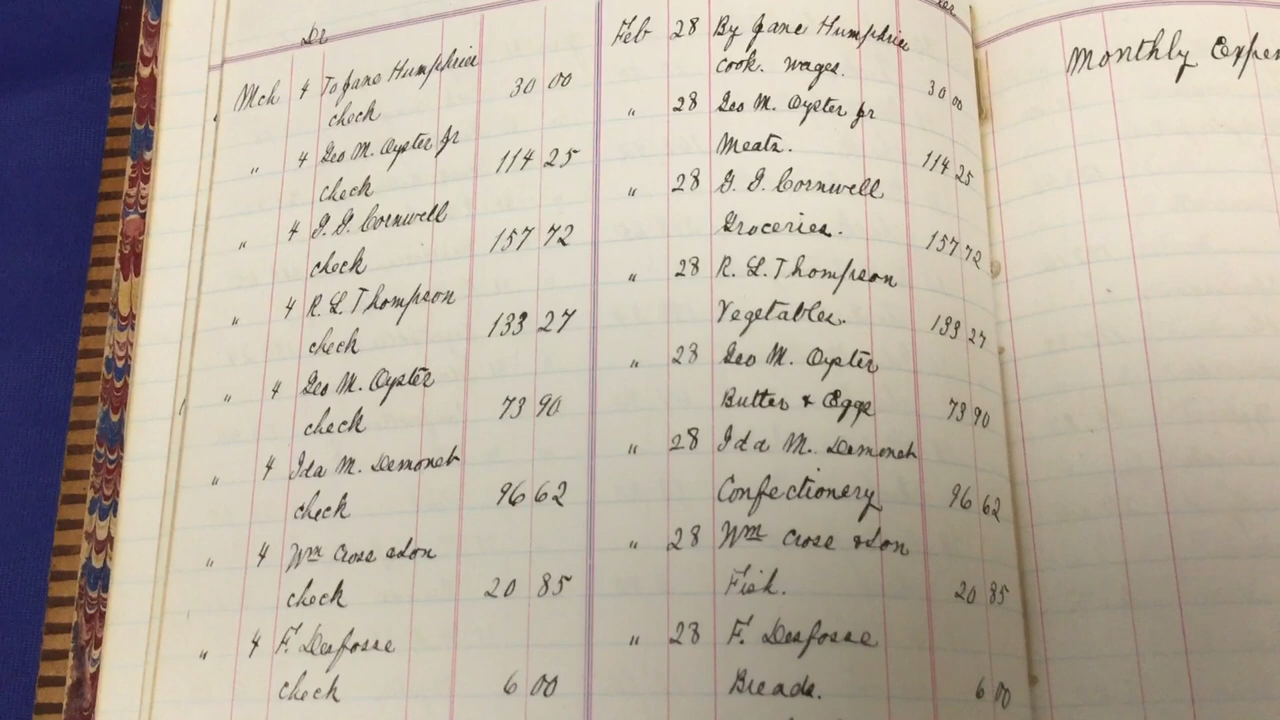 Dr
Mch 4 To Jane Humphries
check 30 00
" 4 Geo M. Oyster Jr
check 114 25
" 4 G. G. Cornwell
check 157 72
" 4 R. L. Thompson
check 133 27
" 4 Geo M. Oyster
check 73 90
" 4 Ida M. Demonet
check 96 62
" 4 Wm Crose & Son
check 20 85
" 4 F. Desfosse
check 6 00
Feb 28 By Jane Humphries
cook. wages. 30 00
" 28 Geo M. Oyster Jr
Meats. 114 25
" 28 G. G. Cornwell
Groceries. 157 72
" 28 R. L. Thompson
Vegetables. 133 27
" 28 Geo M. Oyster
Butter & Eggs 73 90
" 28 Ida M. Demonet
Confectionery 96 62
" 28 Wm Crose & Son
Fish. 20 85
" 28 F. Desfosse
Breads. 6 00
Monthly Expen